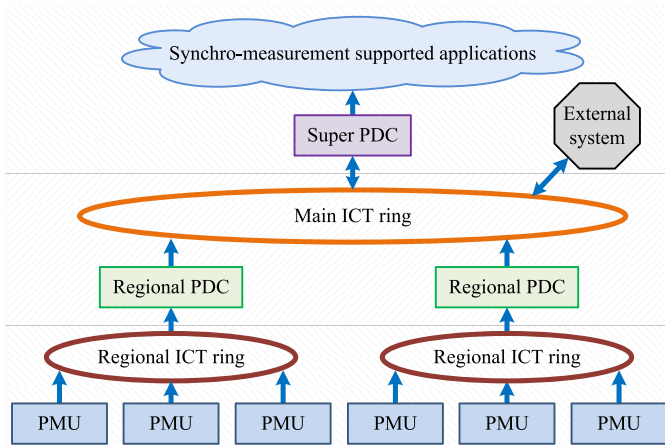 Synchro-measurement supported applications
External
system
Super PDC
Main ICT ring
Regional PDC
Regional PDC
Regional ICT ring
Regional ICT ring
PMU
PMU
PMU
PMU
PMU
PMU